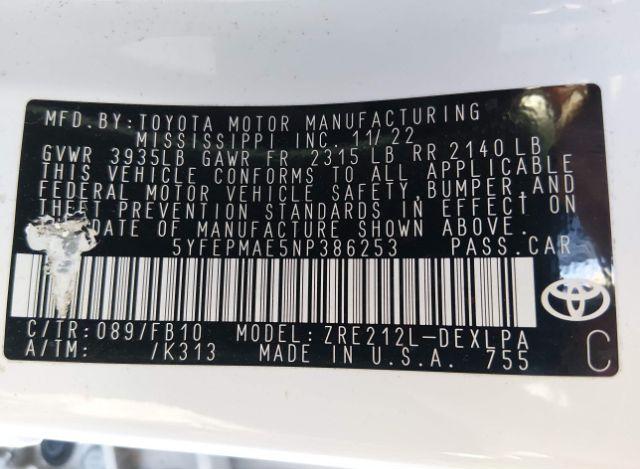 MFD.BY:TOYOTA MOTOR MANUFACTURING
MISSISSIPPI INC. 11/22
GVWR 3935LB GAWR FR 2315 LB RR 2140 LB
THIS VEHICLE CONFORMS TO ALL APPLICABLE
FEDERAL MOTOR VEHICLE SAFETY, BUMPER, AND
THEFT PREVENTION STANDARDS IN EFFECT ON
DATE OF MANUFACTURE SHOWN ABOVE.
5YFEPMAE5NP386253 PASS.CAR
C/TR:089/FB10 MODEL:ZRE212L-DEXLPA
A/TM: /K313 MADE IN U.S.A. 755
C